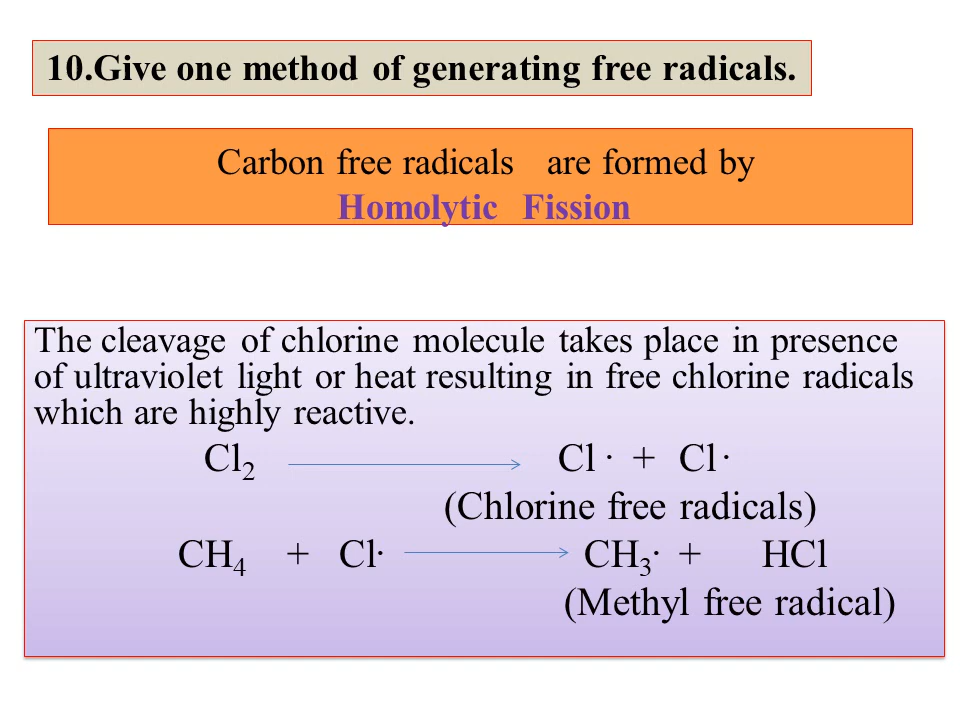 10.Give one method of generating free radicals.
Carbon free radicals are formed by
Homolytic Fission
The cleavage of chlorine molecule takes place in presence
of ultraviolet light or heat resulting in free chlorine radicals
which are highly reactive.
Cl₂ ⟶ Cl · + Cl ·
(Chlorine free radicals)
CH₄ + Cl· ⟶ CH₃· + HCl
(Methyl free radical)